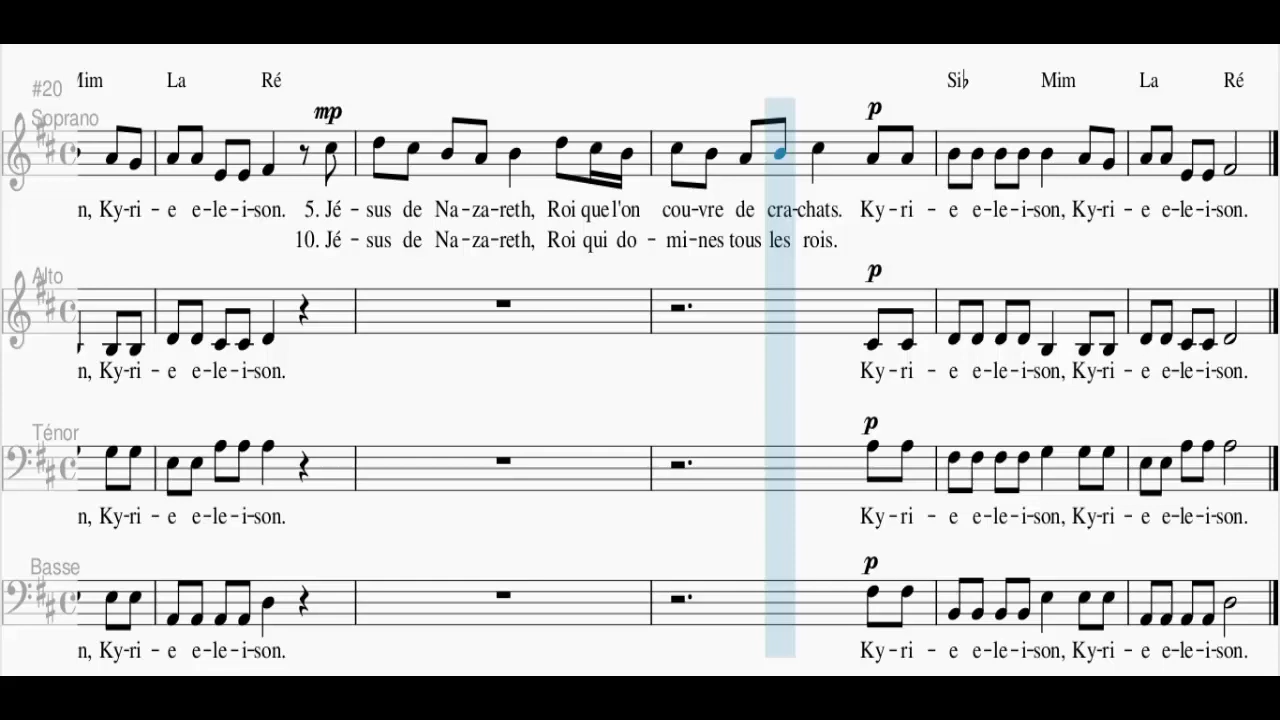 Mim La Ré Si♭ Mim La Ré
#20
Soprano mp p
n, Ky-ri - e e-le-i-son. 5. Jé - sus de Na-za-reth, Roi que l'on cou-vre de cra-chats. Ky-ri - e e-le-i-son, Ky-ri - e e-le-i-son.
10. Jé - sus de Na-za-reth, Roi qui do - mi-nes tous les rois.
Alto p
n, Ky-ri - e e-le-i-son. Ky-ri - e e-le-i-son, Ky-ri - e e-le-i-son.
Ténor p
n, Ky-ri - e e-le-i-son. Ky-ri - e e-le-i-son, Ky-ri - e e-le-i-son.
Basse p
n, Ky-ri - e e-le-i-son. Ky-ri - e e-le-i-son, Ky-ri - e e-le-i-son.